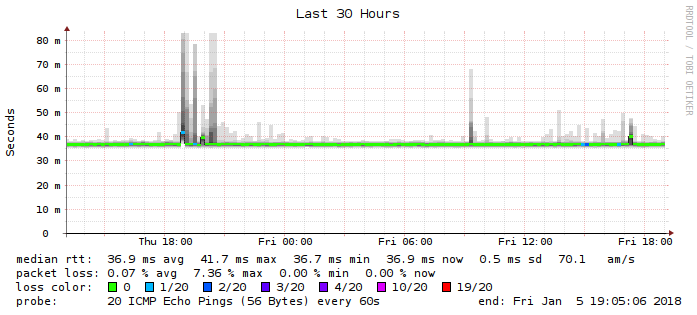 Last 30 Hours
RRDTOOL / TOBI OETIKER
Seconds
80 m
70 m
60 m
50 m
40 m
30 m
20 m
10 m
0
Thu 18:00 Fri 00:00 Fri 06:00 Fri 12:00 Fri 18:00
median rtt: 36.9 ms avg 41.7 ms max 36.7 ms min 36.9 ms now 0.5 ms sd 70.1 am/s
packet loss: 0.07 % avg 7.36 % max 0.00 % min 0.00 % now
loss color: 0 1/20 2/20 3/20 4/20 10/20 19/20
probe: 20 ICMP Echo Pings (56 Bytes) every 60s end: Fri Jan 5 19:05:06 2018